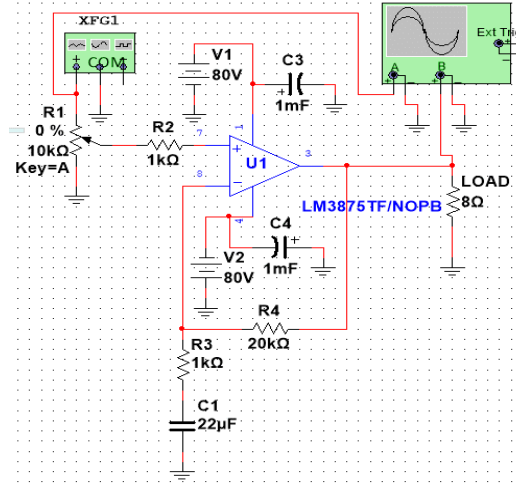 XFG1
COM
V1
80V
C3
+
1mF
A
B
Ext Trig
R1
0 %
10kΩ
Key=A
R2
1kΩ
7
1
+
U1
3
8
−
4
LM3875TF/NOPB
LOAD
8Ω
C4
+
1mF
V2
80V
R4
20kΩ
R3
1kΩ
C1
22µF